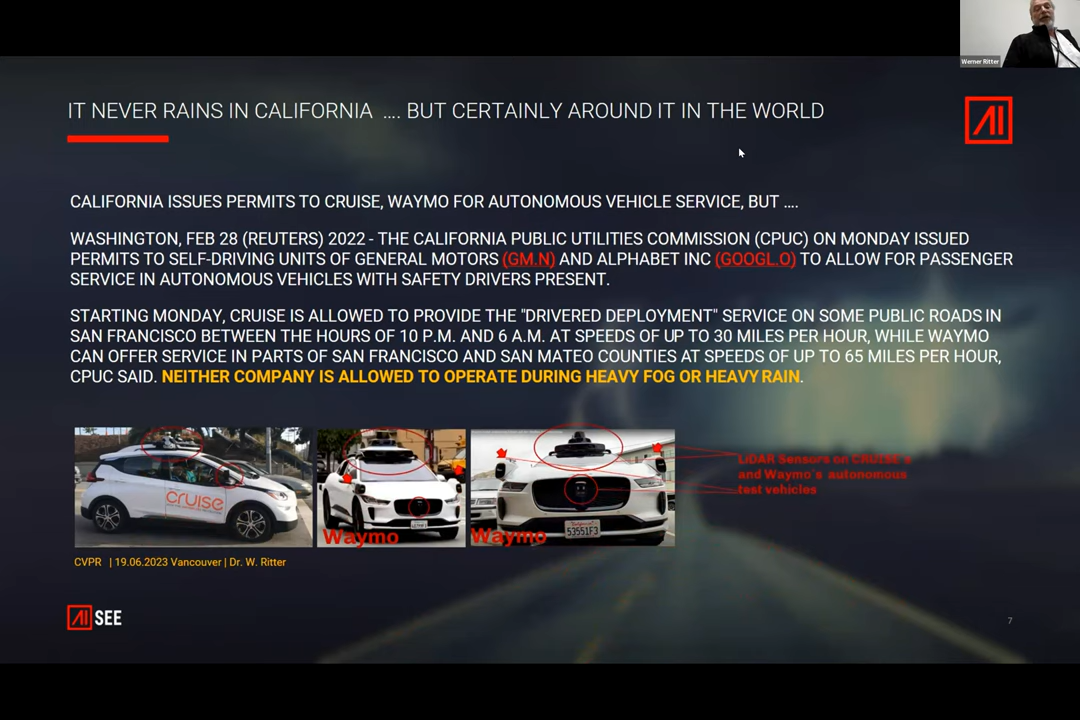 Werner Ritter
IT NEVER RAINS IN CALIFORNIA .... BUT CERTAINLY AROUND IT IN THE WORLD
AI
CALIFORNIA ISSUES PERMITS TO CRUISE, WAYMO FOR AUTONOMOUS VEHICLE SERVICE, BUT ....
WASHINGTON, FEB 28 (REUTERS) 2022 - THE CALIFORNIA PUBLIC UTILITIES COMMISSION (CPUC) ON MONDAY ISSUED
PERMITS TO SELF-DRIVING UNITS OF GENERAL MOTORS (GM.N) AND ALPHABET INC (GOOGL.O) TO ALLOW FOR PASSENGER
SERVICE IN AUTONOMOUS VEHICLES WITH SAFETY DRIVERS PRESENT.
STARTING MONDAY, CRUISE IS ALLOWED TO PROVIDE THE "DRIVERED DEPLOYMENT" SERVICE ON SOME PUBLIC ROADS IN
SAN FRANCISCO BETWEEN THE HOURS OF 10 P.M. AND 6 A.M. AT SPEEDS OF UP TO 30 MILES PER HOUR, WHILE WAYMO
CAN OFFER SERVICE IN PARTS OF SAN FRANCISCO AND SAN MATEO COUNTIES AT SPEEDS OF UP TO 65 MILES PER HOUR,
CPUC SAID. NEITHER COMPANY IS ALLOWED TO OPERATE DURING HEAVY FOG OR HEAVY RAIN.
cruise
Waymo
Waymo
53551F3
LiDAR Sensors on CRUISE's
and Waymo's autonomous
test vehicles
CVPR | 19.06.2023 Vancouver | Dr. W. Ritter
AI SEE
7